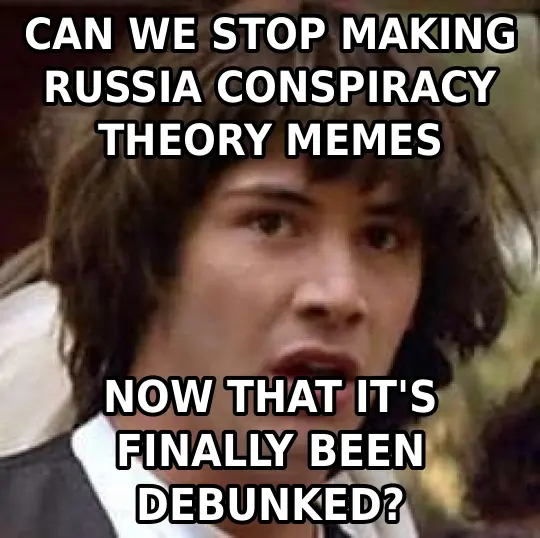 CAN WE STOP MAKING
RUSSIA CONSPIRACY
THEORY MEMES
NOW THAT IT'S
FINALLY BEEN
DEBUNKED?